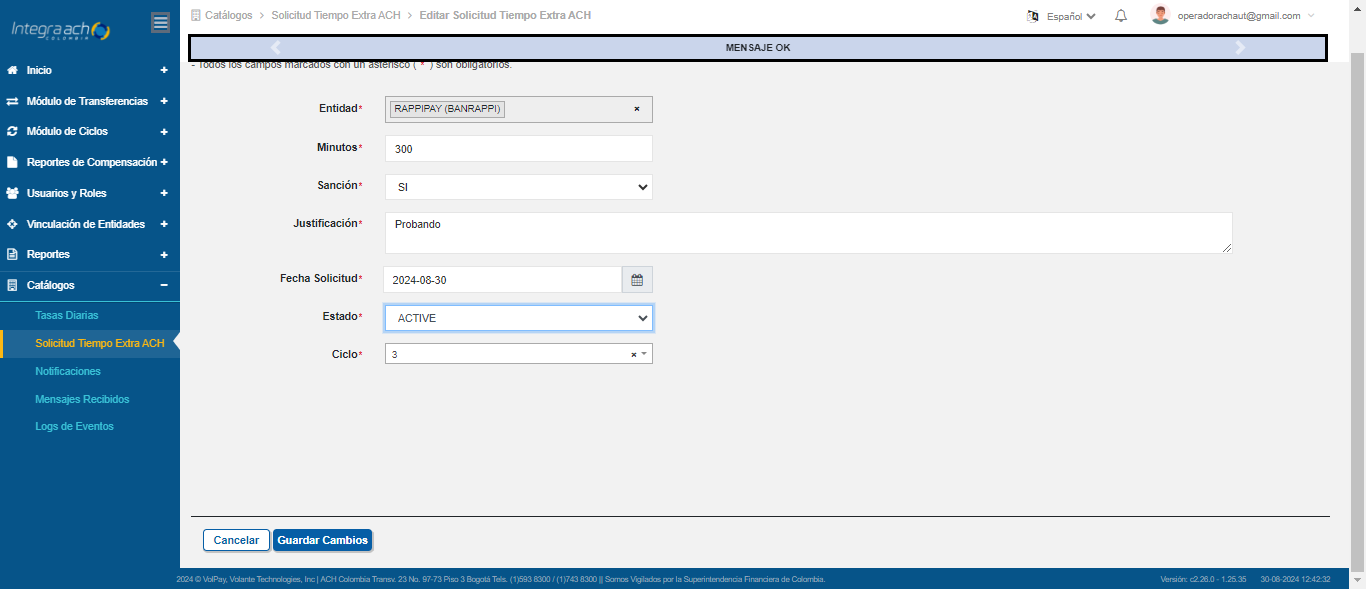 Integra ach
COLOMBIA
Inicio
Módulo de Transferencias
Módulo de Ciclos
Reportes de Compensación
Usuarios y Roles
Vinculación de Entidades
Reportes
Catálogos
Tasas Diarias
Solicitud Tiempo Extra ACH
Notificaciones
Mensajes Recibidos
Logs de Eventos
Catálogos > Solicitud Tiempo Extra ACH > Editar Solicitud Tiempo Extra ACH
Español
operadorachaut@gmail.com
MENSAJE OK
- Todos los campos marcados con un asterisco ( * ) son obligatorios.
Entidad* RAPPIPAY (BANRAPPI) ×
Minutos* 300
Sanción* SI
Justificación* Probando
Fecha Solicitud* 2024-08-30
Estado* ACTIVE
Ciclo* 3 ×
Cancelar Guardar Cambios
2024 © VolPay, Volante Technologies, Inc | ACH Colombia Transv. 23 No. 97-73 Piso 3 Bogotá Tels. (1)593 8300 / (1)743 8300 || Somos Vigilados por la Superintendencia Financiera de Colombia.
Versión: c2.26.0 - 1.25.35 30-08-2024 12:42:32